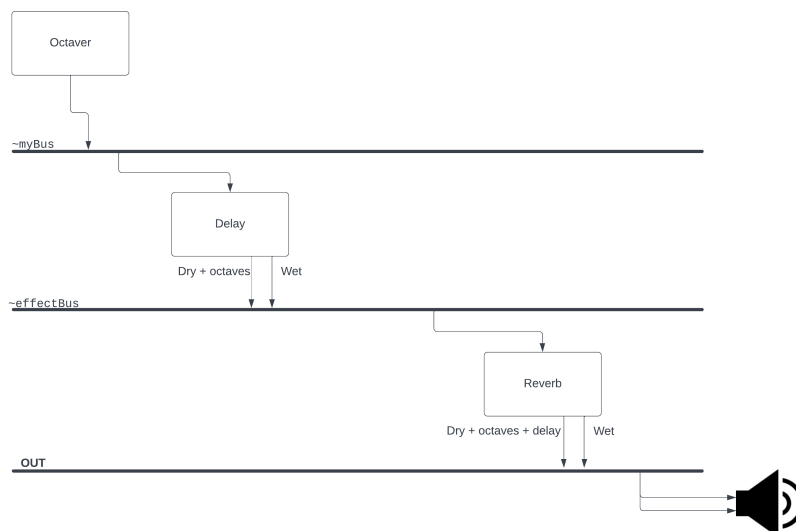 Octaver
~myBus
Delay
Dry + octaves
Wet
~effectBus
Reverb
Dry + octaves + delay
Wet
OUT